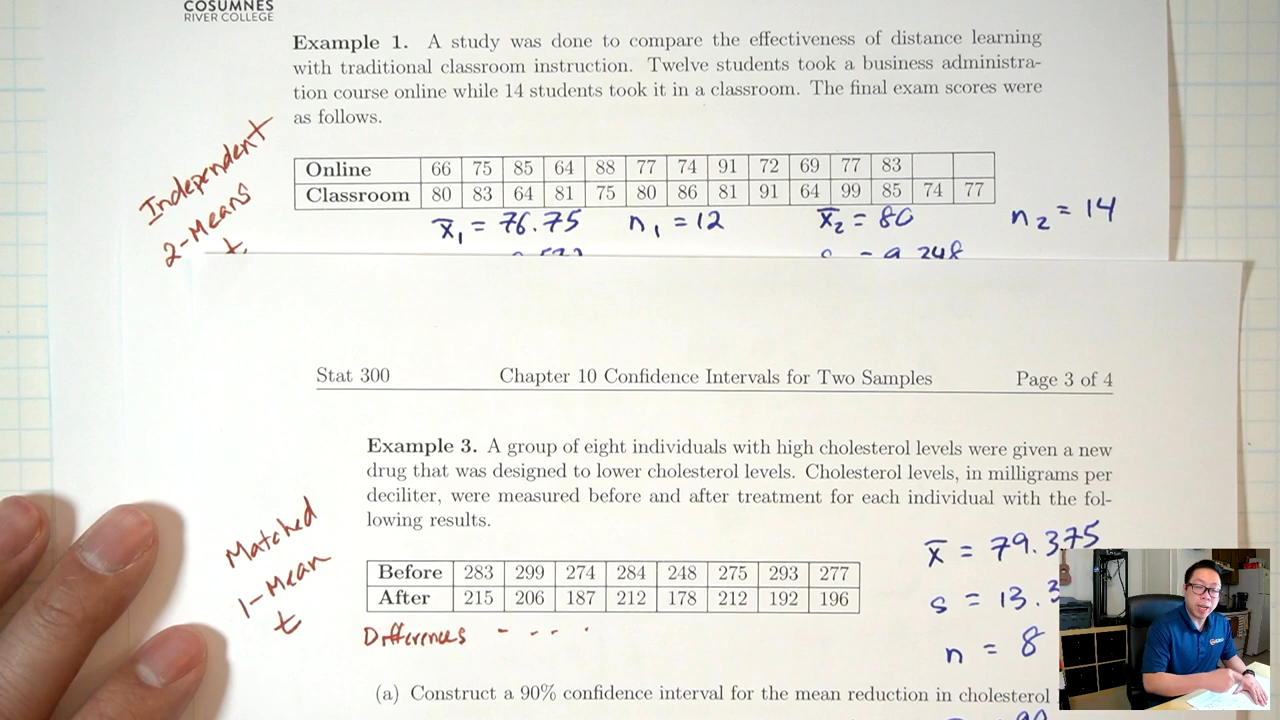 COSUMNES
RIVER COLLEGE
Example 1. A study was done to compare the effectiveness of distance learning
with traditional classroom instruction. Twelve students took a business administra-
tion course online while 14 students took it in a classroom. The final exam scores were
as follows.
Independent
2-Means
t
Online 66 75 85 64 88 77 74 91 72 69 77 83
Classroom 80 83 64 81 75 80 86 81 91 64 99 85 74 77
x̄₁ = 76.75 n₁ = 12 x̄₂ = 80 n₂ = 14
9.248
Stat 300 Chapter 10 Confidence Intervals for Two Samples Page 3 of 4
Example 3. A group of eight individuals with high cholesterol levels were given a new
drug that was designed to lower cholesterol levels. Cholesterol levels, in milligrams per
deciliter, were measured before and after treatment for each individual with the fol-
lowing results.
Matched
1-Mean
t
Before 283 299 274 284 248 275 293 277
After 215 206 187 212 178 212 192 196
Differences - - - ·
x̄ = 79.375
s = 13.3
n = 8
(a) Construct a 90% confidence interval for the mean reduction in cholesterol